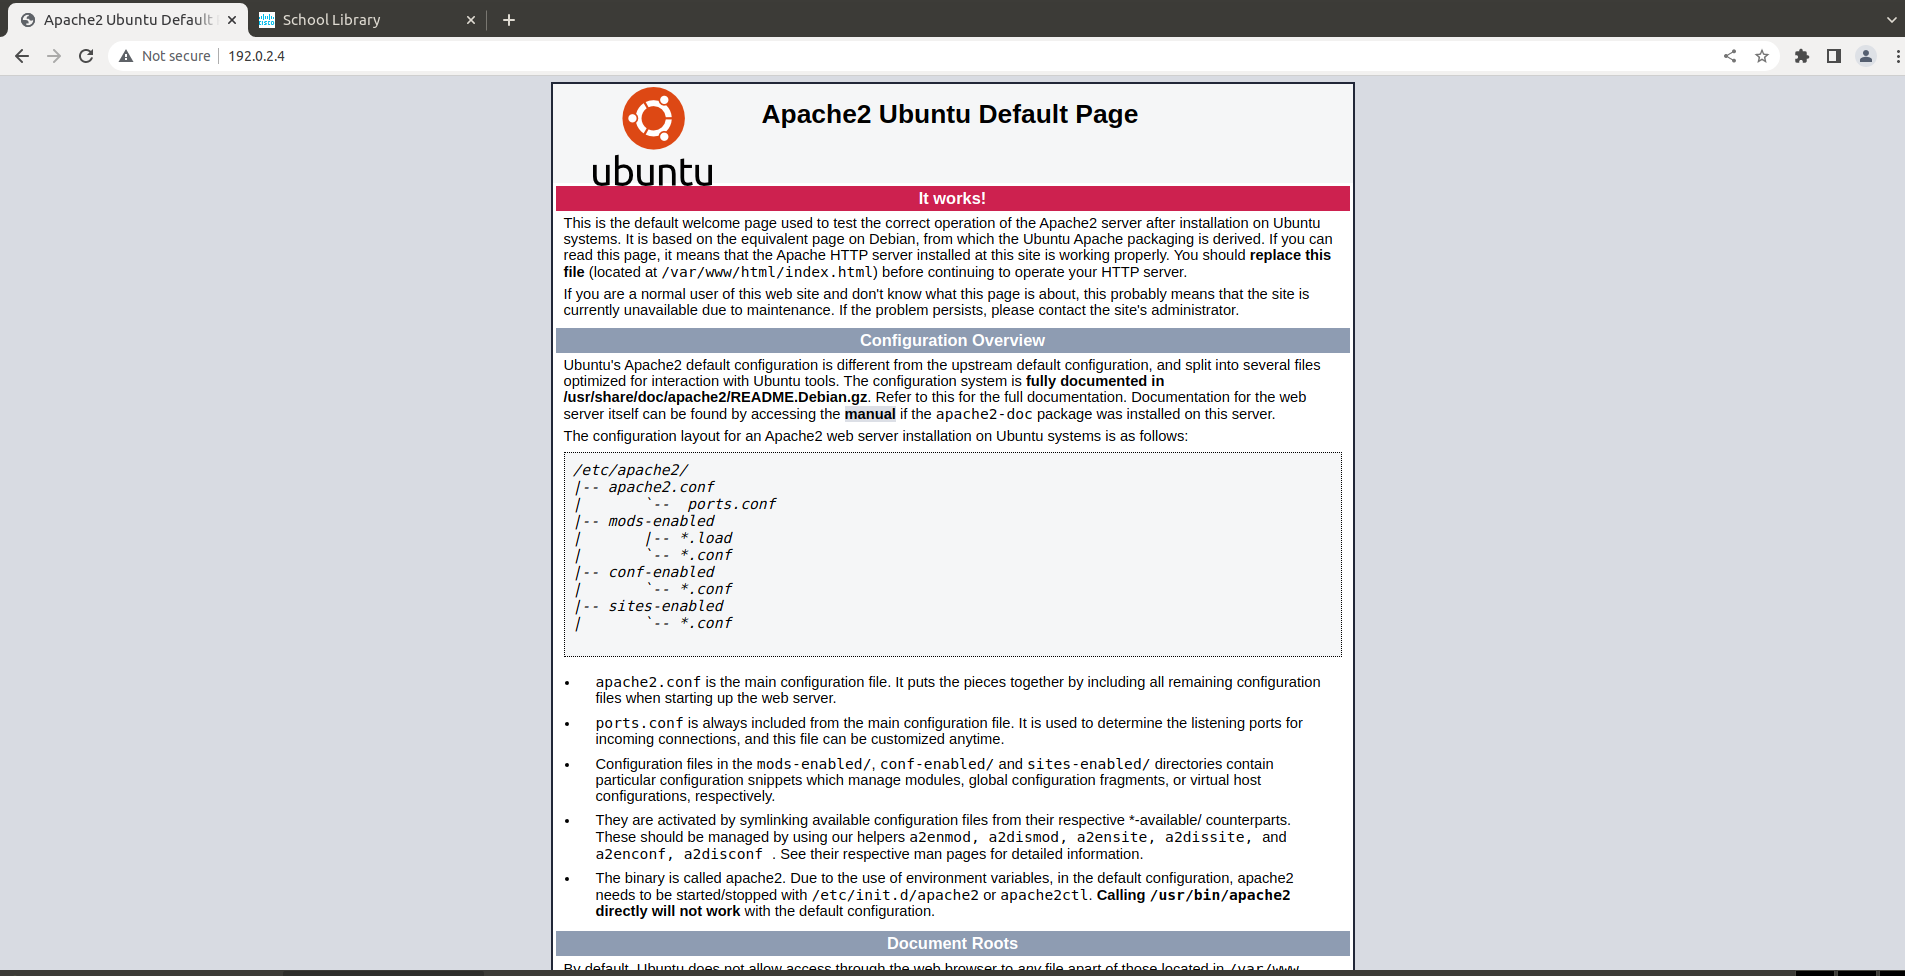 Apache2 Ubuntu Default
School Library
Not secure
192.0.2.4
ubuntu
Apache2 Ubuntu Default Page
It works!
This is the default welcome page used to test the correct operation of the Apache2 server after installation on Ubuntu
systems. It is based on the equivalent page on Debian, from which the Ubuntu Apache packaging is derived. If you can
read this page, it means that the Apache HTTP server installed at this site is working properly. You should replace this
file (located at /var/www/html/index.html) before continuing to operate your HTTP server.
If you are a normal user of this web site and don't know what this page is about, this probably means that the site is
currently unavailable due to maintenance. If the problem persists, please contact the site's administrator.
Configuration Overview
Ubuntu's Apache2 default configuration is different from the upstream default configuration, and split into several files
optimized for interaction with Ubuntu tools. The configuration system is fully documented in
/usr/share/doc/apache2/README.Debian.gz. Refer to this for the full documentation. Documentation for the web
server itself can be found by accessing the manual if the apache2-doc package was installed on this server.
The configuration layout for an Apache2 web server installation on Ubuntu systems is as follows:
/etc/apache2/
|-- apache2.conf
|       `--  ports.conf
|-- mods-enabled
|       |-- *.load
|       `-- *.conf
|-- conf-enabled
|       `-- *.conf
|-- sites-enabled
|       `-- *.conf
• apache2.conf is the main configuration file. It puts the pieces together by including all remaining configuration
files when starting up the web server.
• ports.conf is always included from the main configuration file. It is used to determine the listening ports for
incoming connections, and this file can be customized anytime.
• Configuration files in the mods-enabled/, conf-enabled/ and sites-enabled/ directories contain
particular configuration snippets which manage modules, global configuration fragments, or virtual host
configurations, respectively.
• They are activated by symlinking available configuration files from their respective *-available/ counterparts.
These should be managed by using our helpers a2enmod, a2dismod, a2ensite, a2dissite, and
a2enconf, a2disconf . See their respective man pages for detailed information.
• The binary is called apache2. Due to the use of environment variables, in the default configuration, apache2
needs to be started/stopped with /etc/init.d/apache2 or apache2ctl. Calling /usr/bin/apache2
directly will not work with the default configuration.
Document Roots
By default, Ubuntu does not allow access through the web browser to any file apart of those located in /var/www,